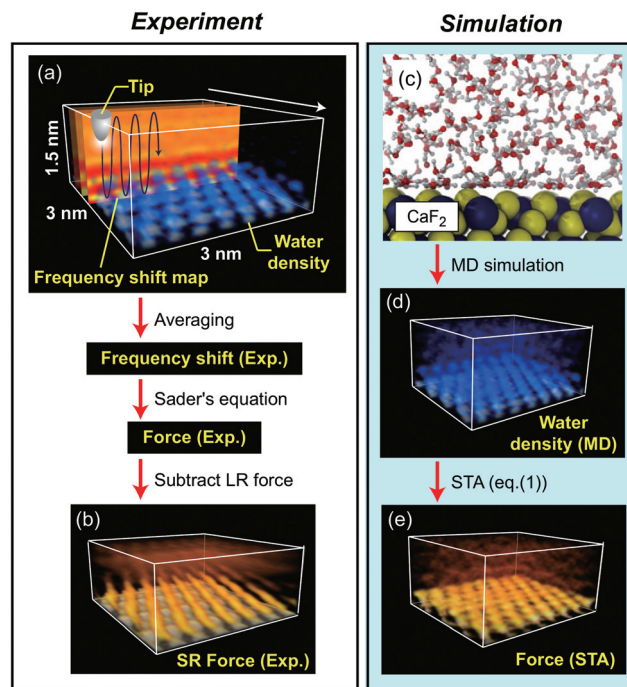 Experiment
(a)
Tip
1.5 nm
3 nm
3 nm
Water
density
Frequency shift map
Averaging
Frequency shift (Exp.)
Sader's equation
Force (Exp.)
Subtract LR force
(b)
SR Force (Exp.)
Simulation
(c)
CaF₂
MD simulation
(d)
Water
density (MD)
STA (eq.(1))
(e)
Force (STA)